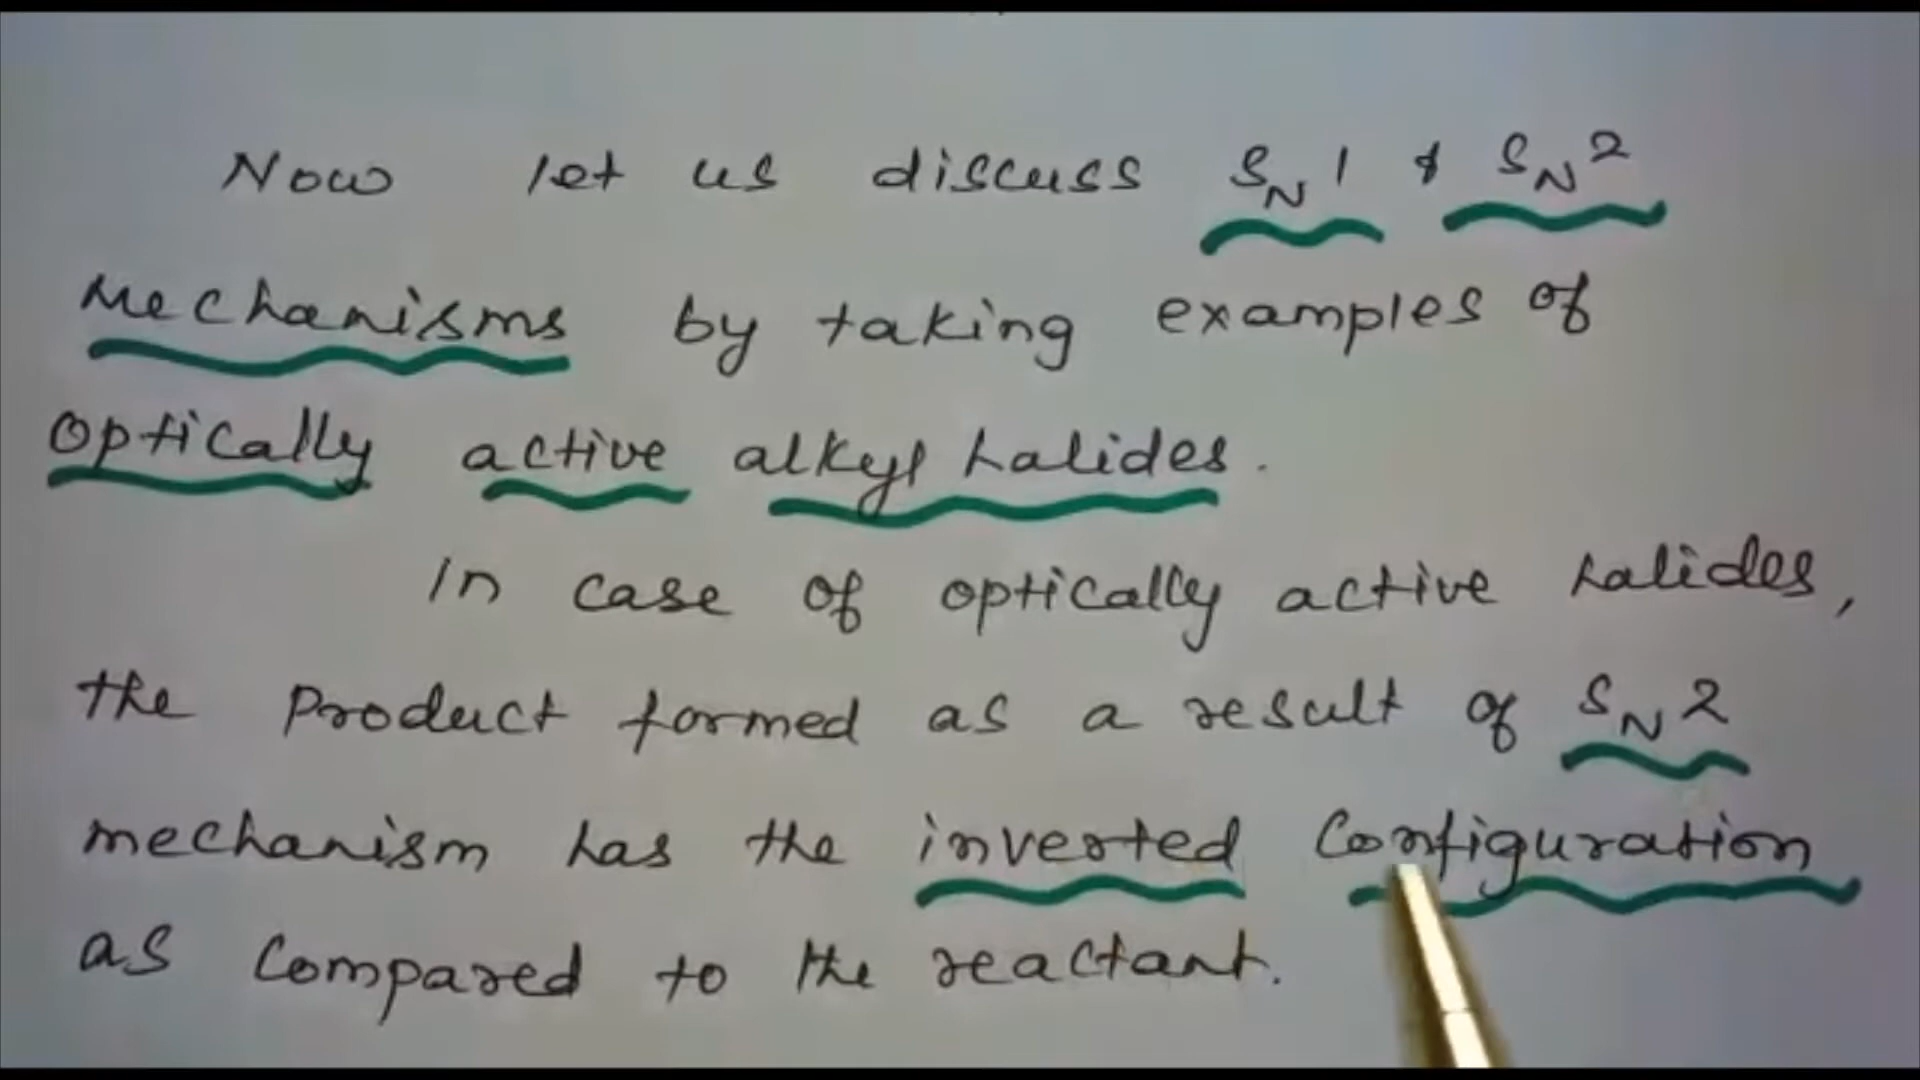 Now let us discuss SN1 & SN2
Mechanisms by taking examples of
optically active alkyl halides.
In case of optically active halides,
the Product formed as a result of SN2
mechanism has the inverted Configuration
as Compared to the reactant.